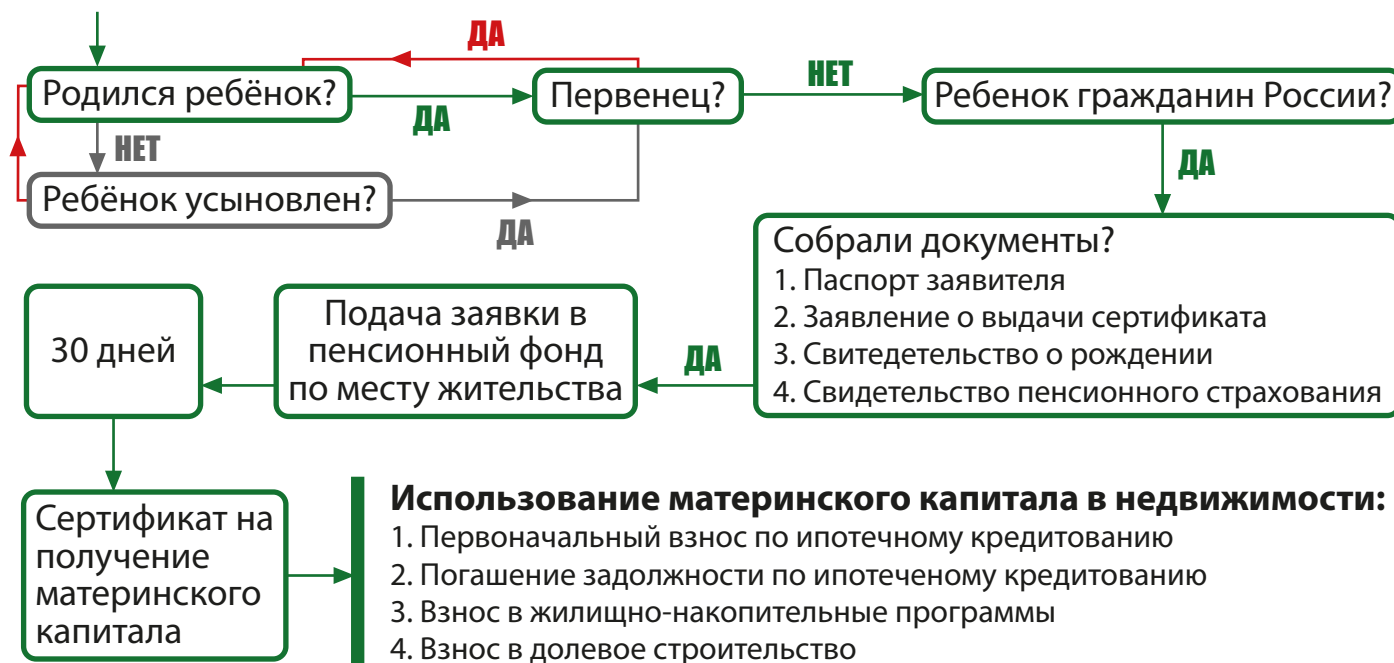 ДА
Родился ребёнок?
ДА
Первенец?
НЕТ
Ребенок гражданин России?
НЕТ
ДА
Ребёнок усыновлен?
ДА
Собрали документы?
1. Паспорт заявителя
2. Заявление о выдачи сертификата
3. Свитедетельство о рождении
4. Свидетельство пенсионного страхования
ДА
Подача заявки в
пенсионный фонд
по месту жительства
30 дней
Сертификат на
получение
материнского
капитала
Использование материнского капитала в недвижимости:
1. Первоначальный взнос по ипотечному кредитованию
2. Погашение задолжности по ипотеченому кредитованию
3. Взнос в жилищно-накопительные программы
4. Взнос в долевое строительство